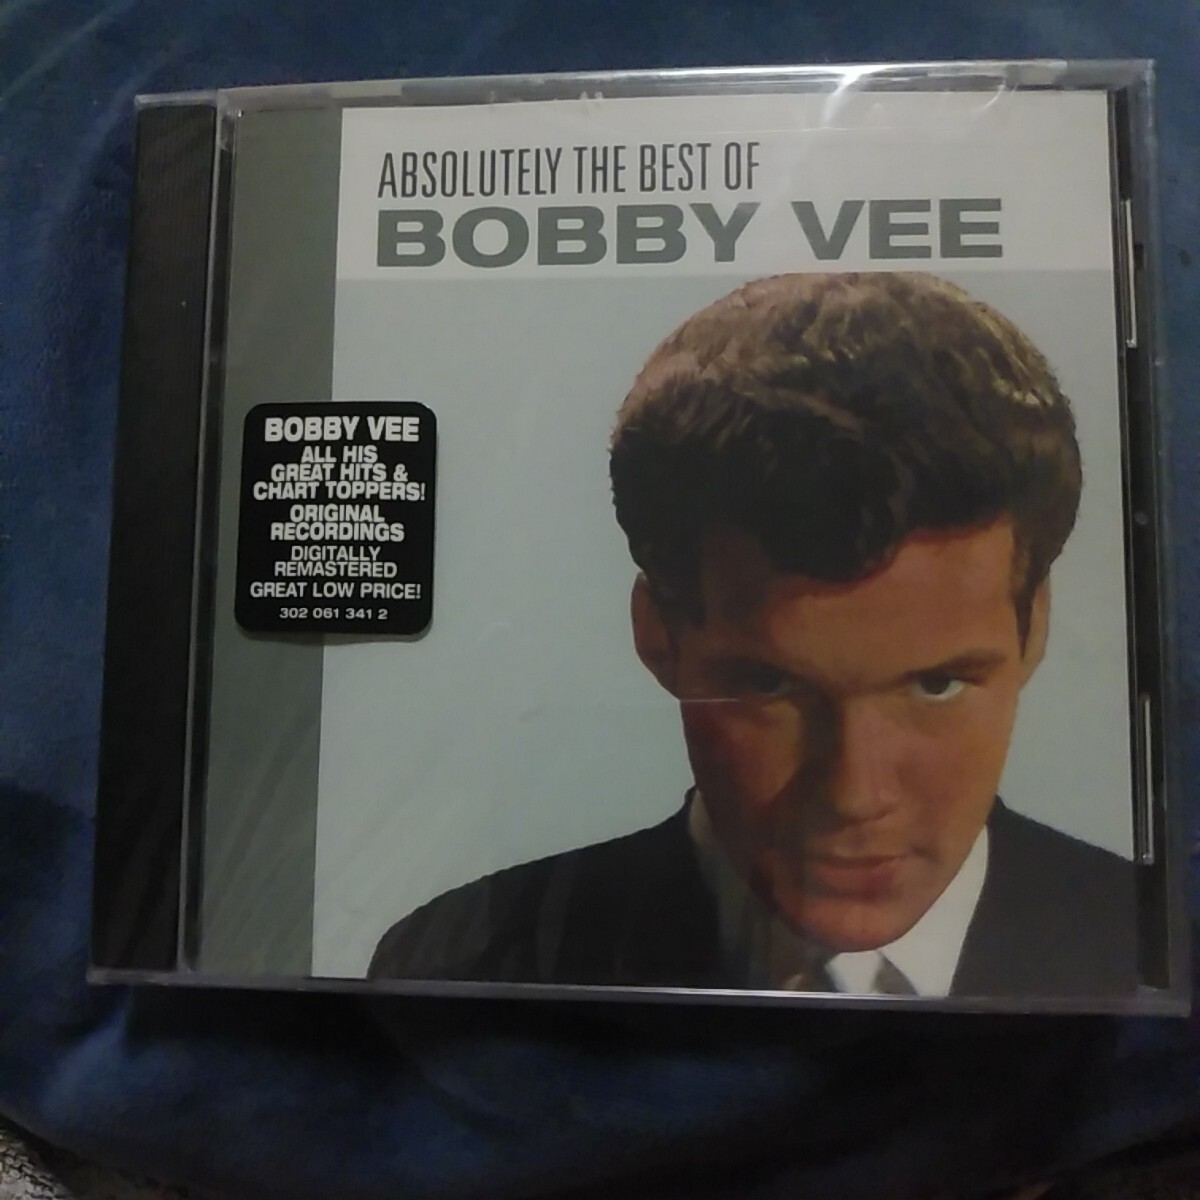 ABSOLUTELY THE BEST OF
BOBBY VEE
BOBBY VEE
ALL HIS
GREAT HITS &
CHART TOPPERS!
ORIGINAL
RECORDINGS
DIGITALLY
REMASTERED
GREAT LOW PRICE!
302 061 341 2